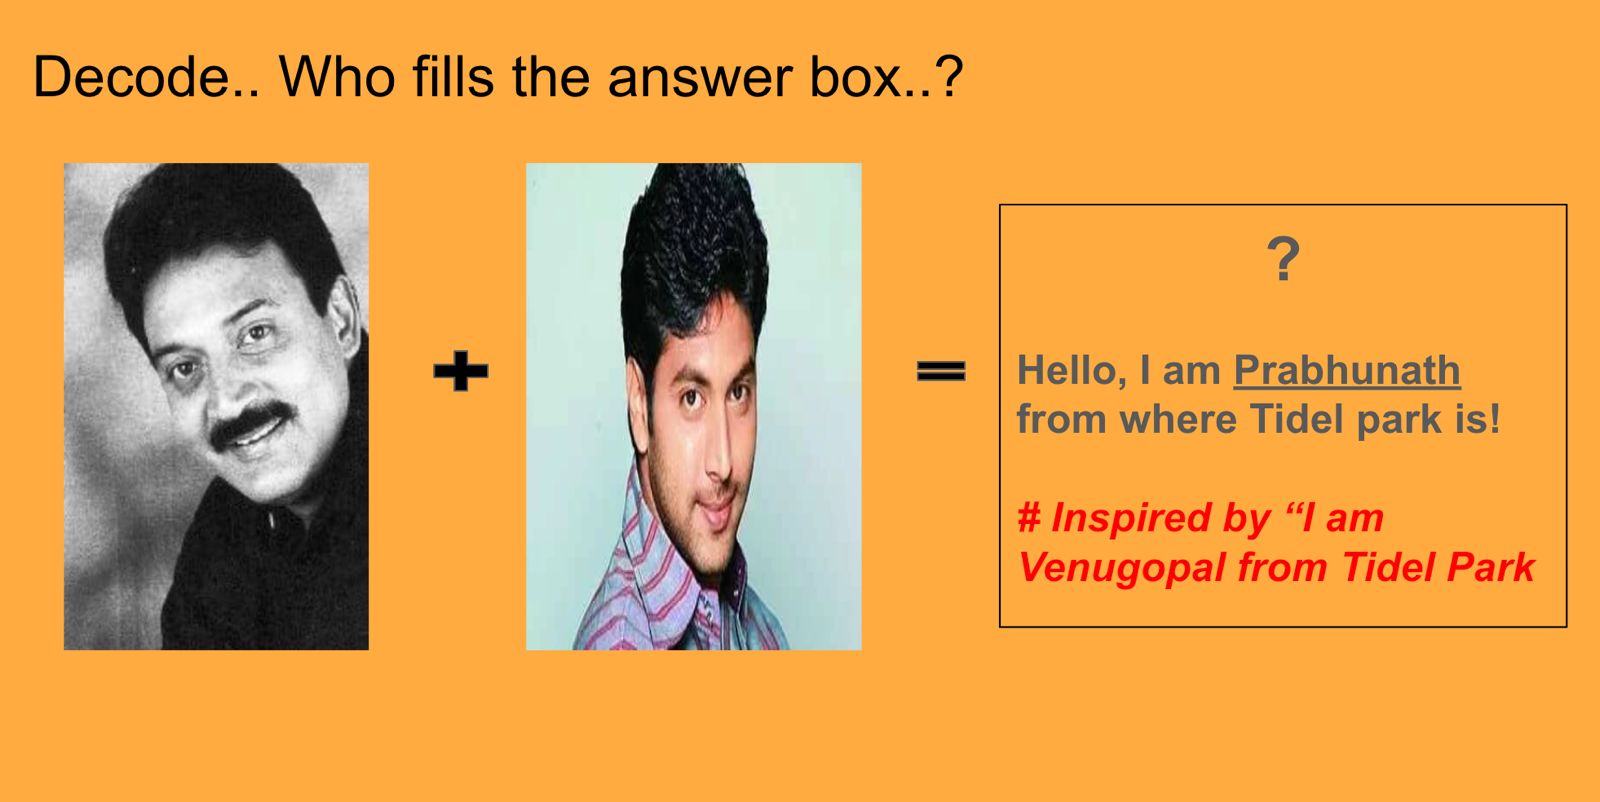 Decode.. Who fills the answer box..?
?
Hello, I am Prabhunath
from where Tidel park is!
# Inspired by “I am
Venugopal from Tidel Park